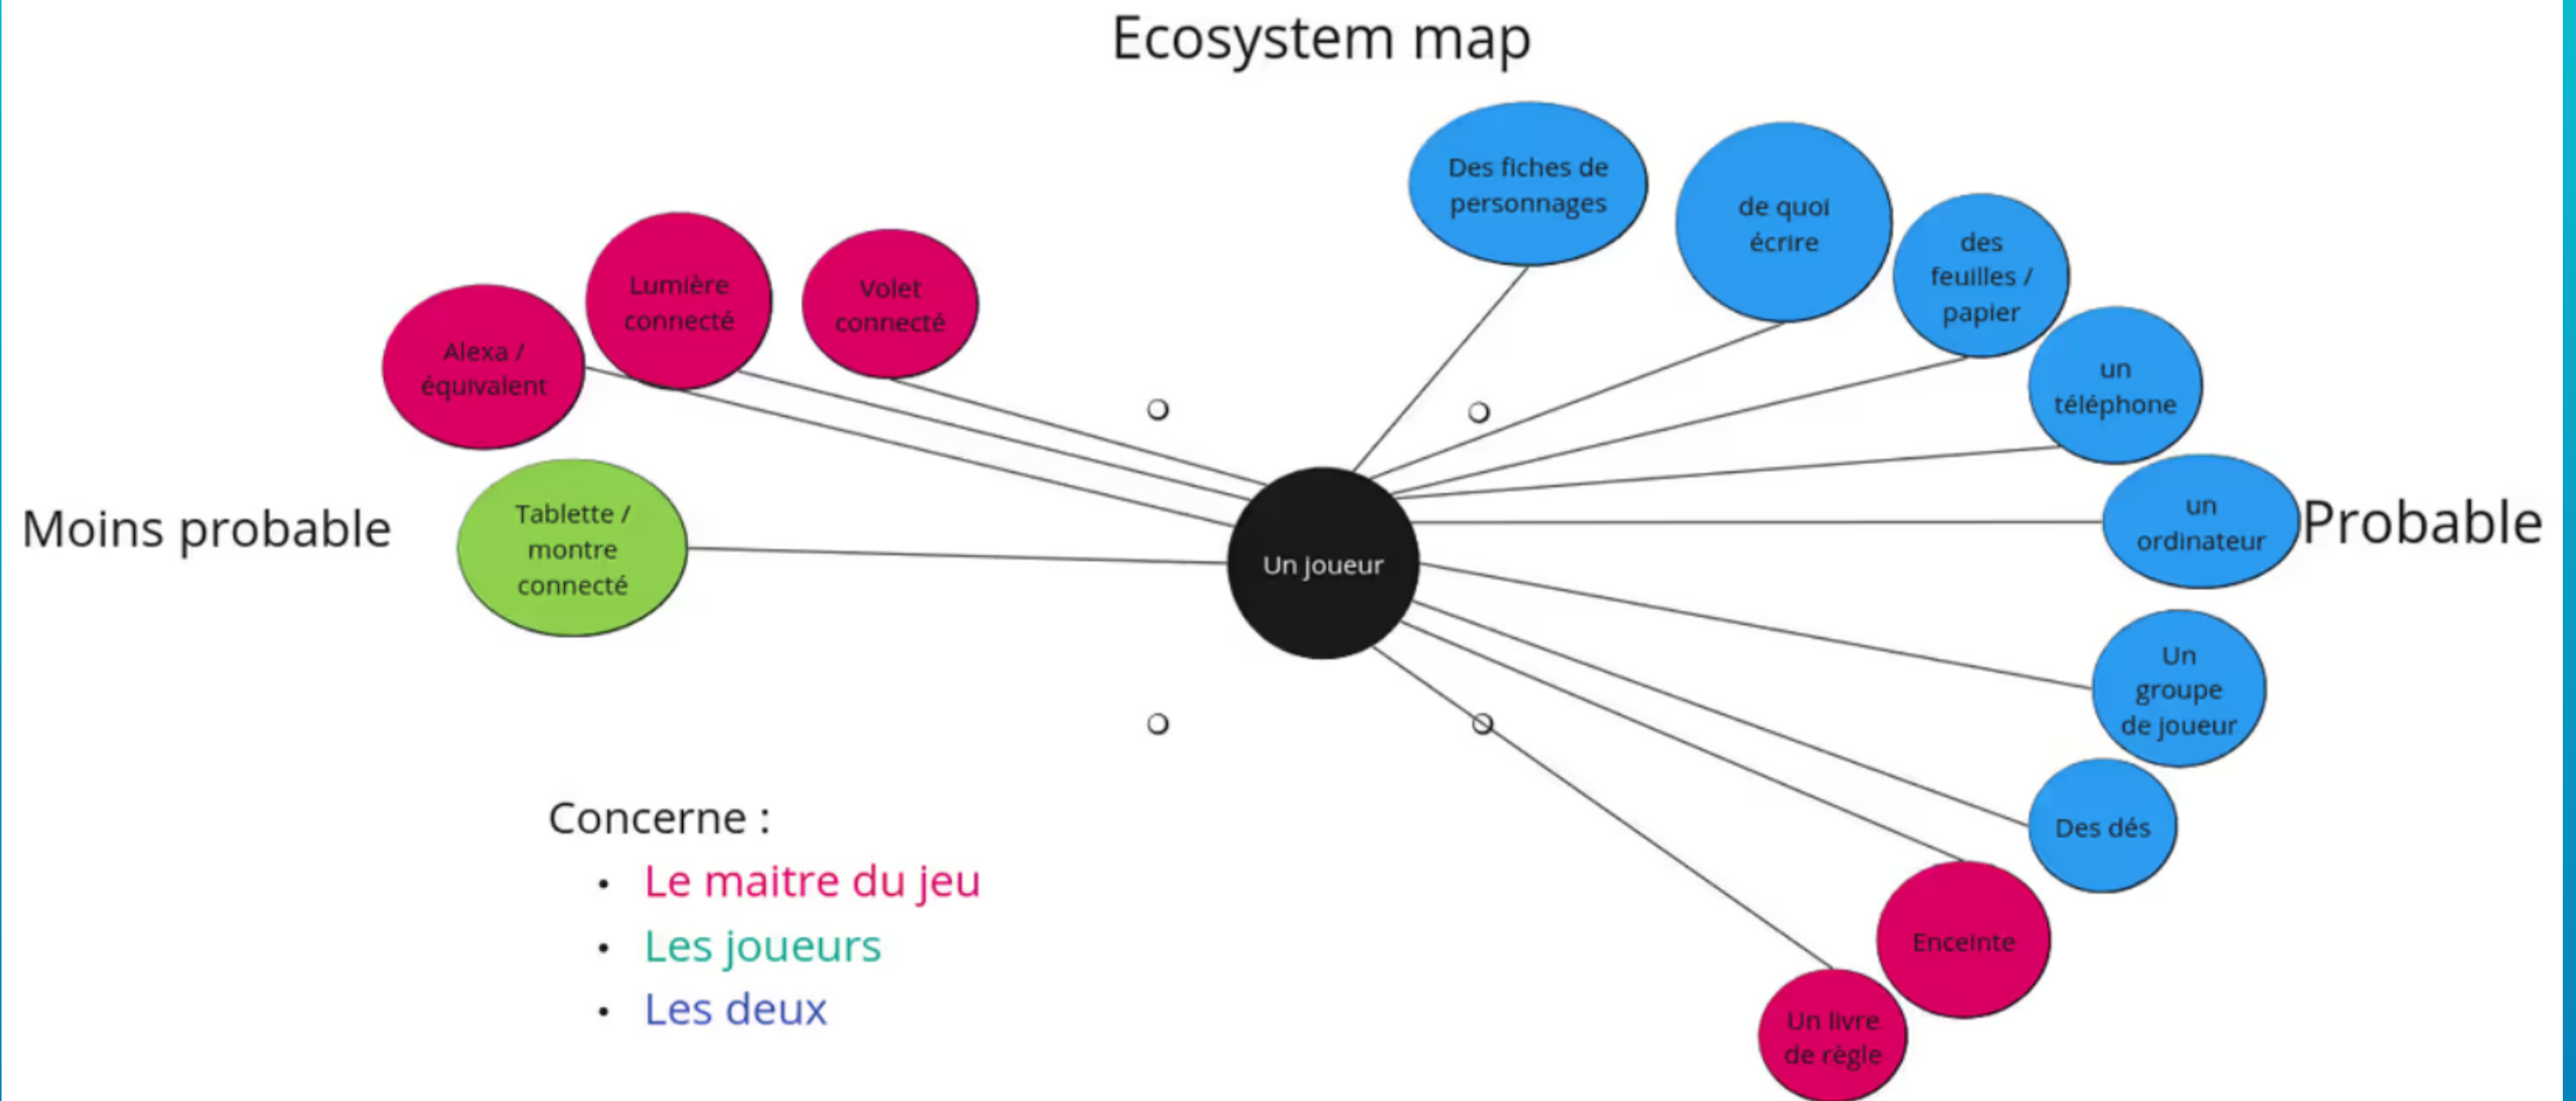 Ecosystem map
Des fiches de
personnages
de quoi
écrire
des
feuilles /
papier
un
téléphone
un
ordinateur
Probable
Un
groupe
de joueur
Des dés
Enceinte
Un livre
de règle
Un joueur
Volet
connecté
Lumière
connecté
Alexa /
équivalent
Tablette /
montre
connecté
Moins probable
Concerne :
• Le maitre du jeu
• Les joueurs
• Les deux